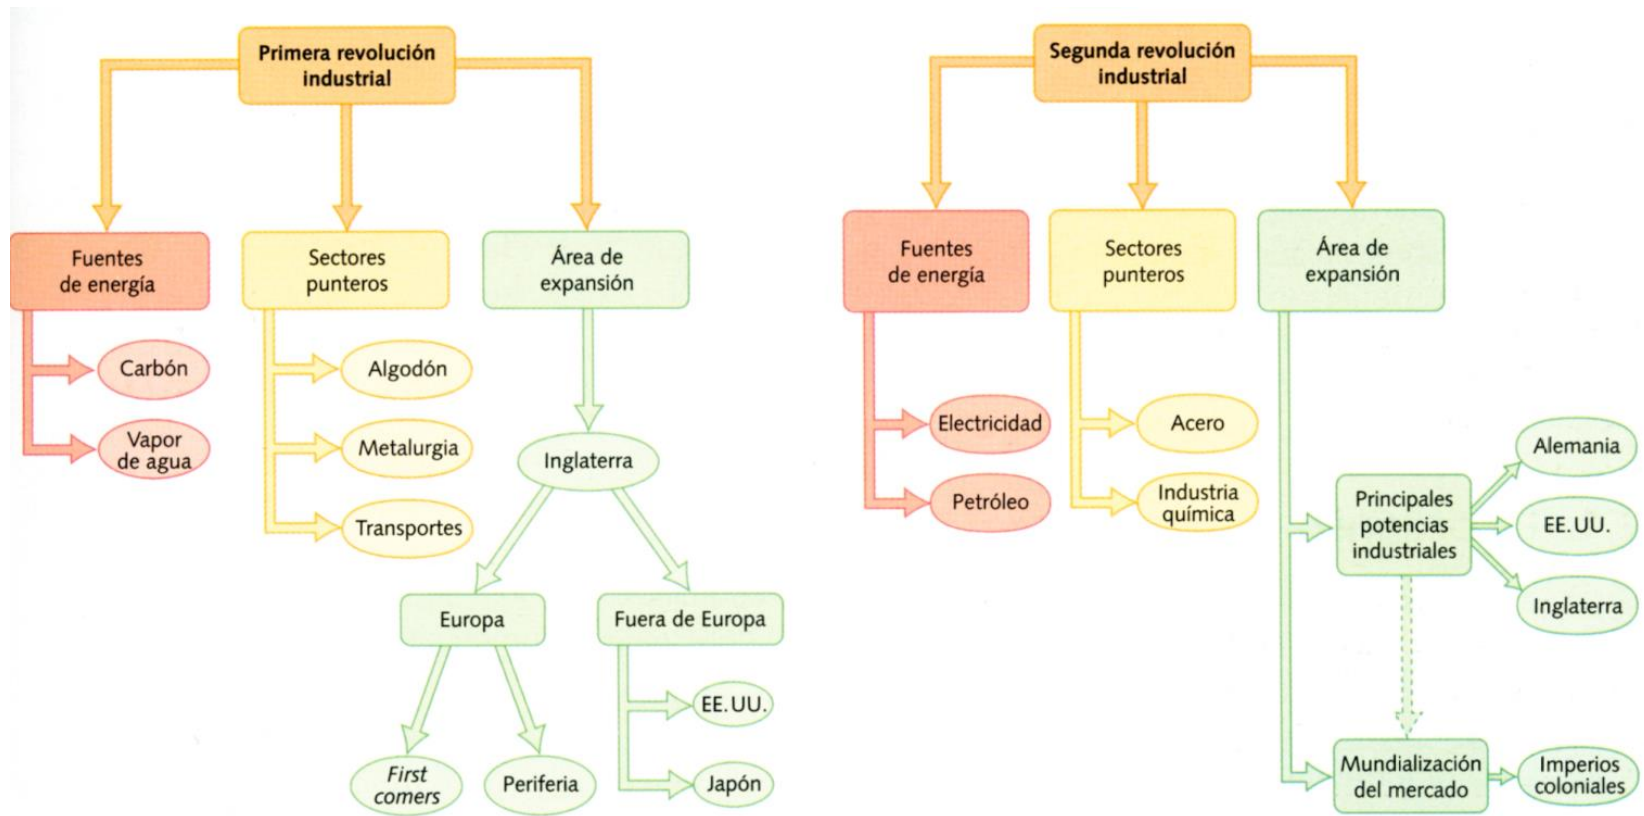 Primera revolución
industrial
Fuentes
de energía
Sectores
punteros
Área de
expansión
Carbón
Vapor
de agua
Algodón
Metalurgia
Transportes
Inglaterra
Europa
Fuera de Europa
First
comers
Periferia
EE. UU.
Japón
Segunda revolución
industrial
Fuentes
de energía
Sectores
punteros
Área de
expansión
Electricidad
Petróleo
Acero
Industria
química
Principales
potencias
industriales
Alemania
EE. UU.
Inglaterra
Mundialización
del mercado
Imperios
coloniales